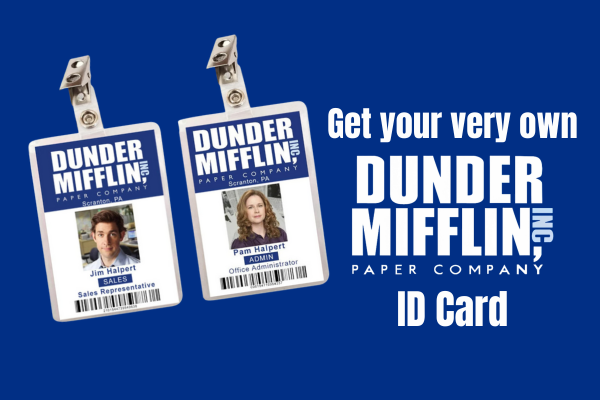 DUNDER
MIFFLIN, INC
PAPER COMPANY
Scranton, PA
Jim Halpert
SALES
Sales Representative
DUNDER
MIFFLIN, INC
PAPER COMPANY
Scranton, PA
Pam Halpert
ADMIN
Office Administrator
Get your very own
DUNDER
MIFFLIN, INC
PAPER COMPANY
ID Card